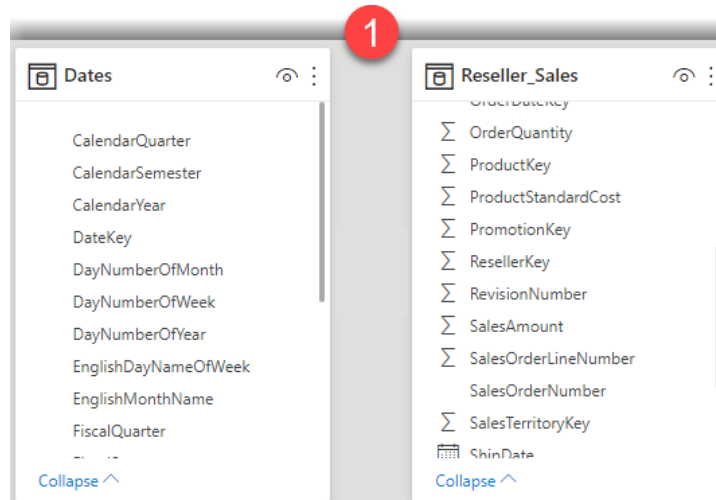 1
Dates
CalendarQuarter
CalendarSemester
CalendarYear
DateKey
DayNumberOfMonth
DayNumberOfWeek
DayNumberOfYear
EnglishDayNameOfWeek
EnglishMonthName
FiscalQuarter
Collapse
Reseller_Sales
OrderDateKey
Σ OrderQuantity
Σ ProductKey
Σ ProductStandardCost
Σ PromotionKey
Σ ResellerKey
Σ RevisionNumber
Σ SalesAmount
Σ SalesOrderLineNumber
SalesOrderNumber
Σ SalesTerritoryKey
ShipDate
Collapse